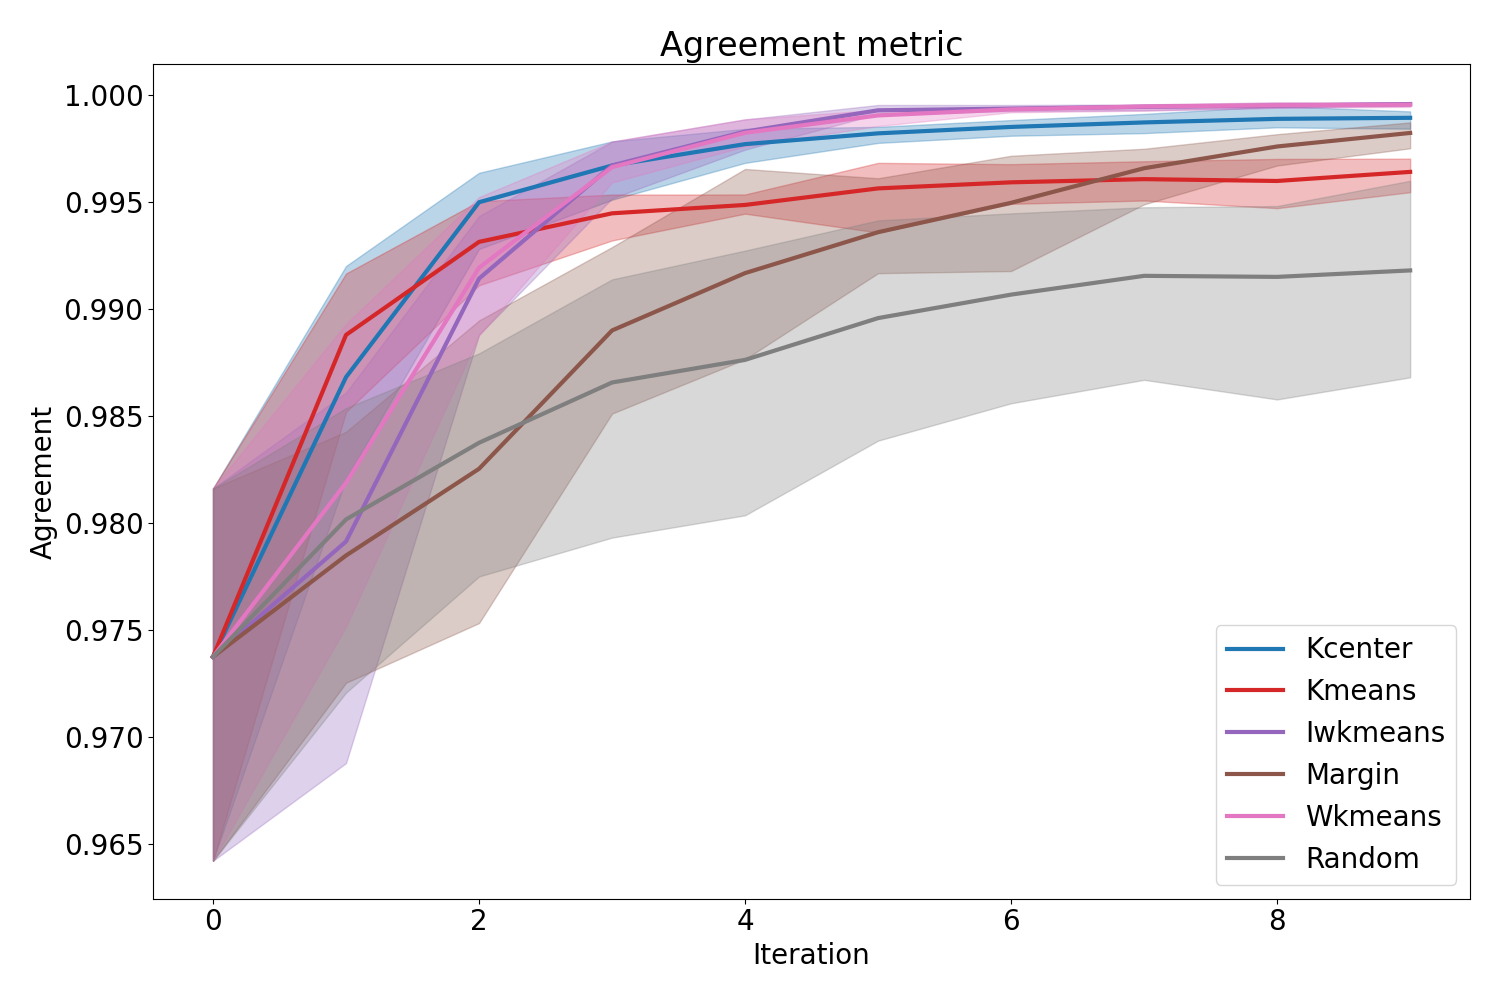 Agreement metric
1.000
0.995
0.990
0.985
0.980
0.975
0.970
0.965
Agreement
0 2 4 6 8
Iteration
Kcenter
Kmeans
Iwkmeans
Margin
Wkmeans
Random